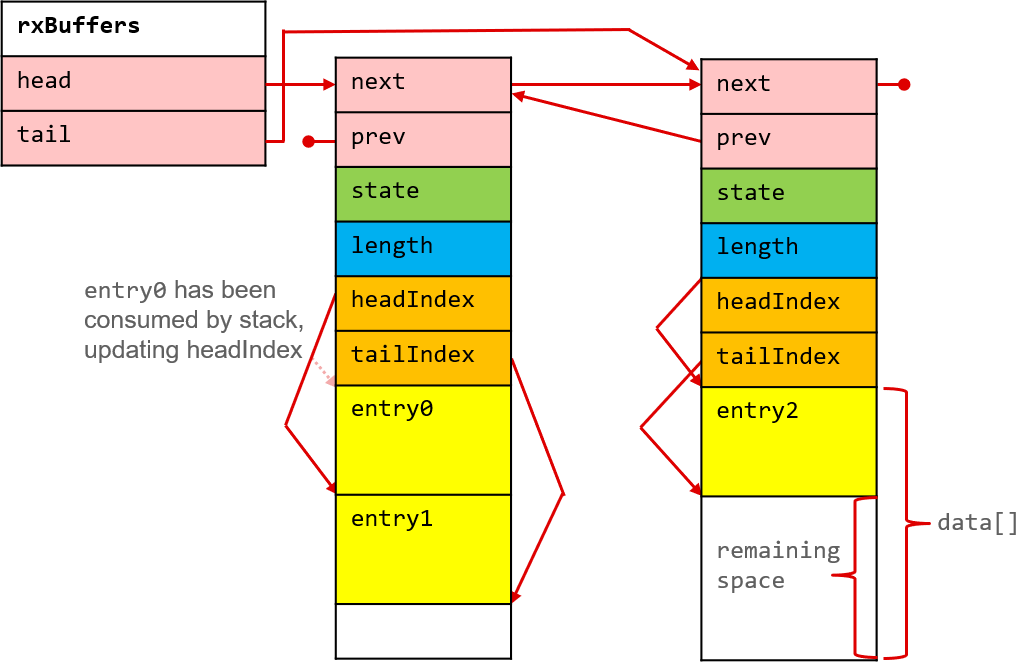 rxBuffers
head
tail
next
prev
state
length
headIndex
tailIndex
entry0
entry1
entry0 has been
consumed by stack,
updating headIndex
next
prev
state
length
headIndex
tailIndex
entry2
remaining
space
data[]